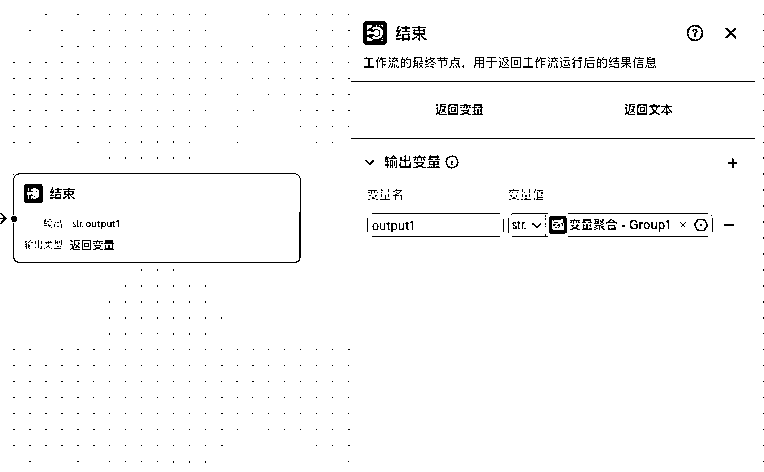 结束
输出 str. output1
输出类型 返回变量
结束
工作流的最终节点，用于返回工作流运行后的结果信息
返回变量 返回文本
输出变量
变量名 变量值
output1 str. 变量聚合 - Group1